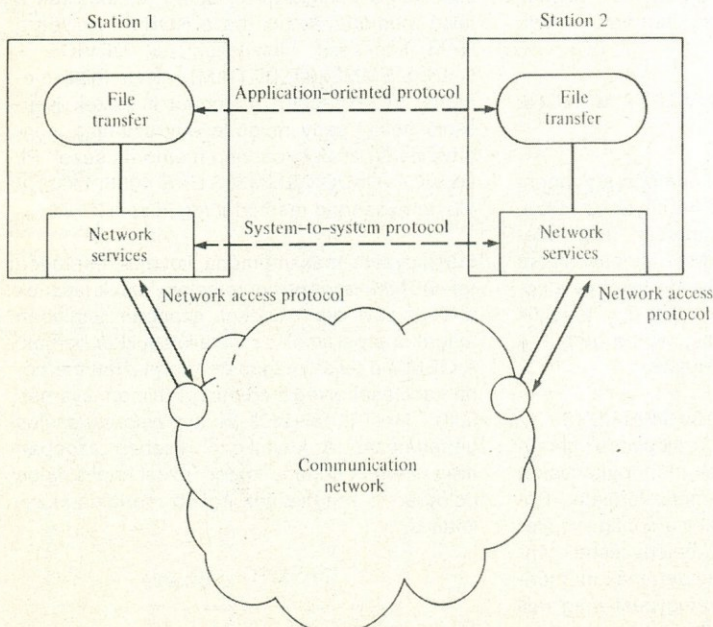 Station 1
Station 2
File
transfer
Application-oriented protocol
File
transfer
Network
services
System-to-system protocol
Network
services
Network access protocol
Network access
protocol
Communication
network